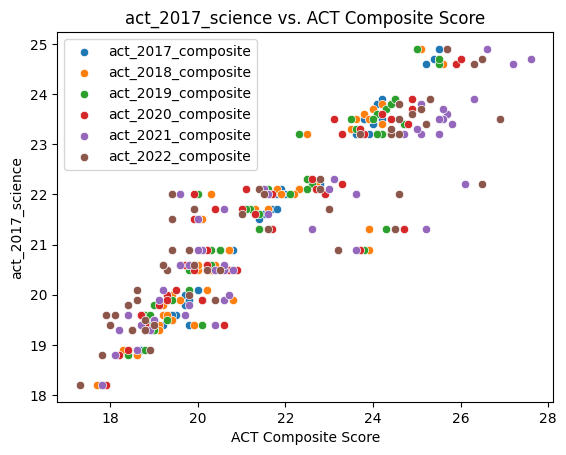 act_2017_science vs. ACT Composite Score
act_2017_composite
act_2018_composite
act_2019_composite
act_2020_composite
act_2021_composite
act_2022_composite
25
24
23
22
21
20
19
18
act_2017_science
18 20 22 24 26 28
ACT Composite Score